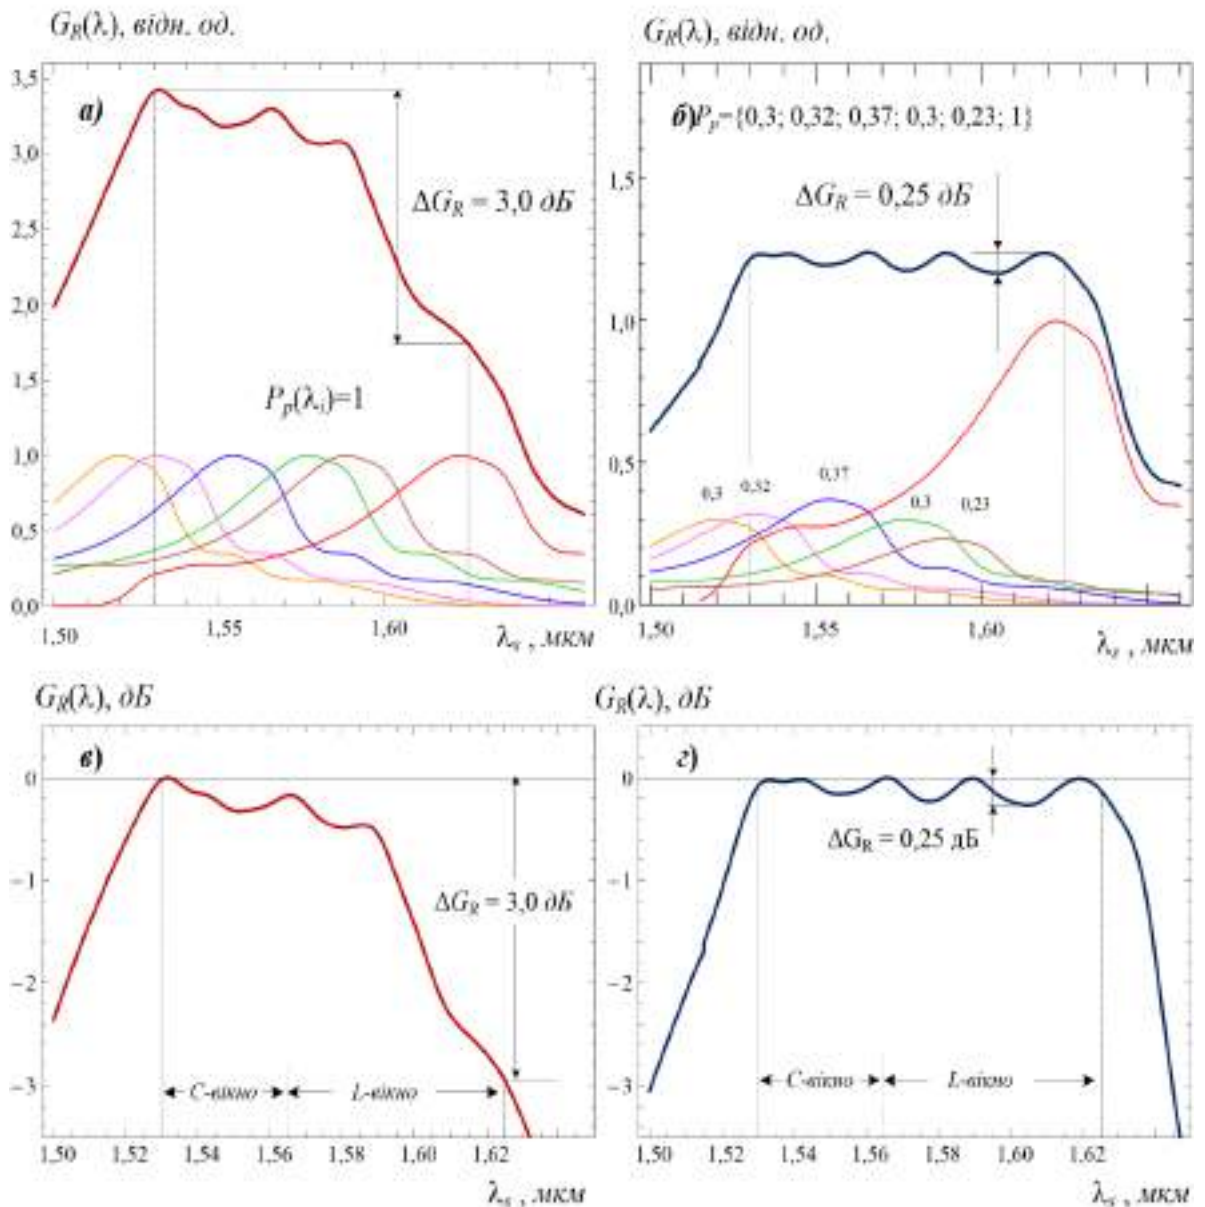 G_R(λ), відн. од.
а)
3,5
3,0
2,5
2,0
1,5
1,0
0,5
0,0
ΔG_R = 3,0 дБ
P_p(λ_i)=1
1,50
1,55
1,60
λ_s , мкм
G_R(λ), відн. од.
б) P_p={0,3; 0,32; 0,37; 0,3; 0,23; 1}
ΔG_R = 0,25 дБ
1,5
1,0
0,5
0,0
0,3
0,32
0,37
0,3
0,23
1,50
1,55
1,60
λ_s , мкм
G_R(λ), дБ
в)
0
−1
−2
−3
ΔG_R = 3,0 дБ
С-вікно
L-вікно
1,50
1,52
1,54
1,56
1,58
1,60
1,62
λ_s , мкм
G_R(λ), дБ
г)
0
−1
−2
−3
ΔG_R = 0,25 дБ
С-вікно
L-вікно
1,50
1,52
1,54
1,56
1,58
1,60
1,62
λ_s , мкм